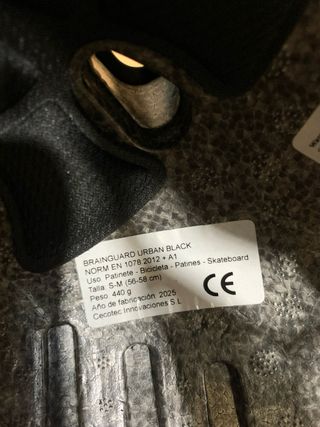 BRAINGUARD URBAN BLACK
NORM EN 1078 2012 + A1
Uso. Patinete - Bicicleta - Patines - Skateboard
Talla. S-M (56-58 cm)
Peso. 440 g
Año de fabricación. 2025
Cecotec Innovaciones S.L
CE